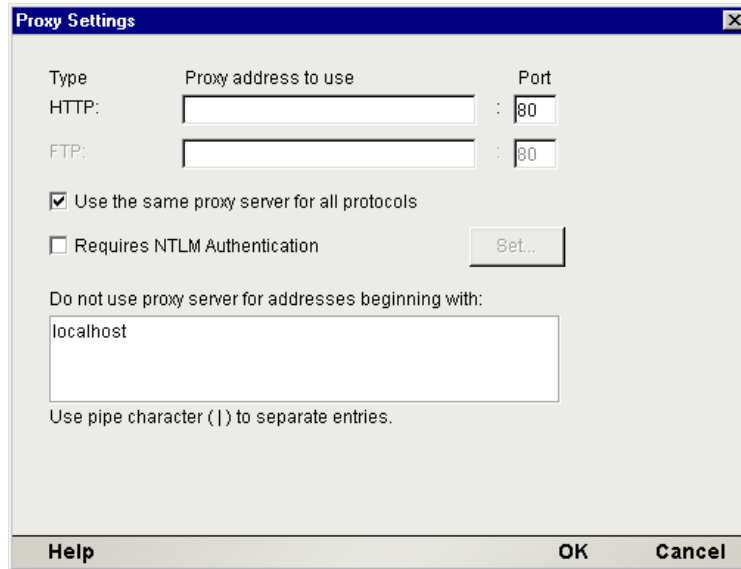 Proxy Settings
Type Proxy address to use Port
HTTP: : 80
FTP: : 80
Use the same proxy server for all protocols
Requires NTLM Authentication Set...
Do not use proxy server for addresses beginning with:
localhost
Use pipe character (|) to separate entries.
Help OK Cancel